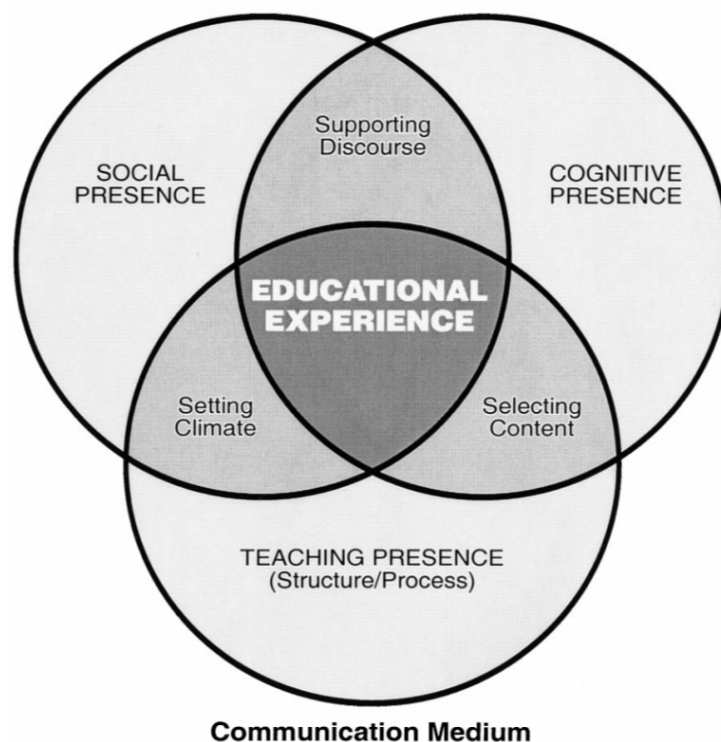 Supporting
Discourse
SOCIAL
PRESENCE
COGNITIVE
PRESENCE
EDUCATIONAL
EXPERIENCE
Setting
Climate
Selecting
Content
TEACHING PRESENCE
(Structure/Process)
Communication Medium